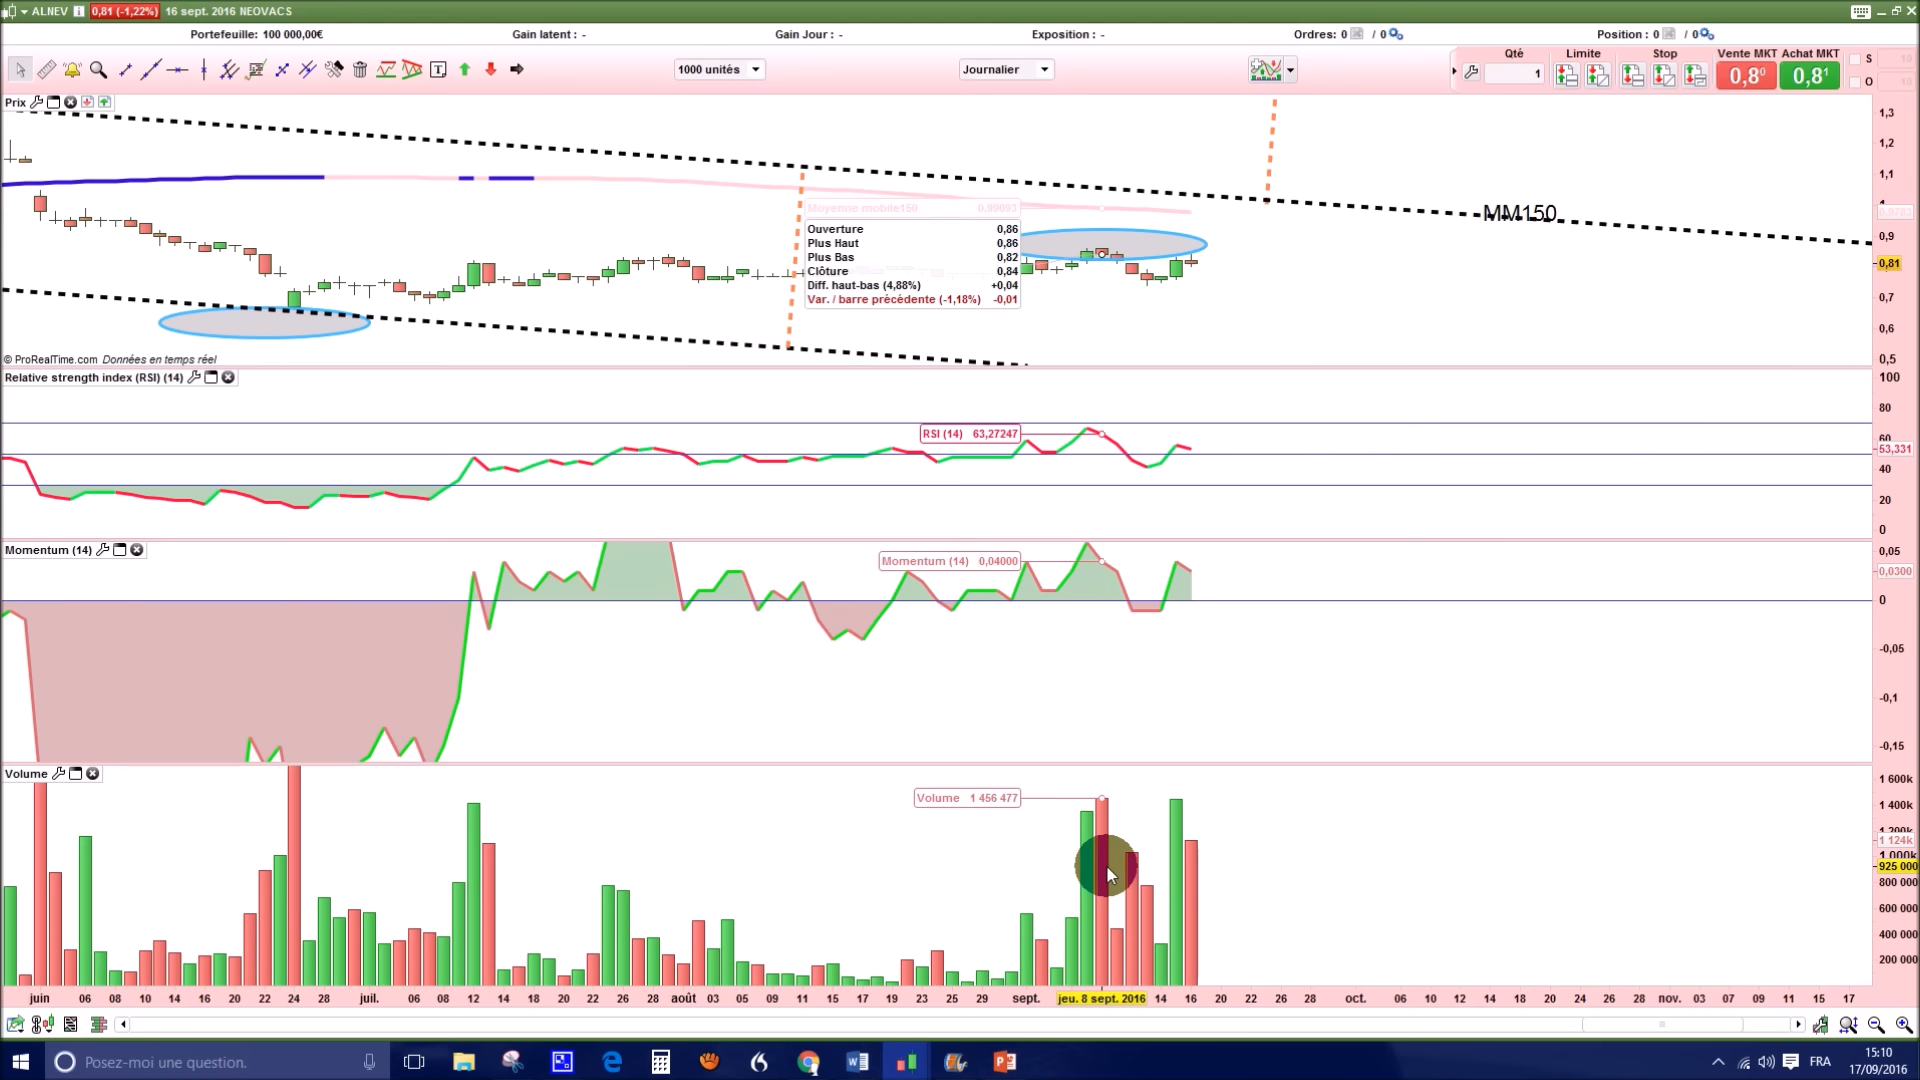 ALNEV 0,81 (-1,22%) 16 sept. 2016 NEOVACS
Portefeuille: 100 000,00€ Gain latent : - Gain Jour : - Exposition : - Ordres: 0 / 0 Position : 0 / 0
1000 unités Journalier Qté Limite Stop Vente MKT Achat MKT S 10
1 0,8⁰ 0,8¹ O 10
Prix
1,3
1,2
1,1
Moyenne mobile150 0,99093
MM150
Ouverture 0,86
Plus Haut 0,86
Plus Bas 0,82
Clôture 0,84
Diff. haut-bas (4,88%) +0,04
Var. / barre précédente (-1,18%) -0,01
0,9
0,81
0,7
0,6
0,5
© ProRealTime.com Données en temps réel
Relative strength index (RSI) (14)
100
80
RSI (14) 63,27247
60
53,331
40
20
0
Momentum (14)
0,05
Momentum (14) 0,04000
0,0300
0
-0,05
-0,1
-0,15
Volume
1 600k
Volume 1 456 477
1 400k
1 200k
1 124k
1 000k
925 000
800 000
600 000
400 000
200 000
juin 06 08 10 14 16 20 22 24 28 juil. 06 08 12 14 18 20 22 26 28 août 03 05 09 11 15 17 19 23 25 29 sept. jeu. 8 sept. 2016 14 16 20 22 26 28 oct. 06 10 12 14 18 20 24 26 28 nov. 03 07 09 11 15 17
Posez-moi une question.
FRA
15:10
17/09/2016